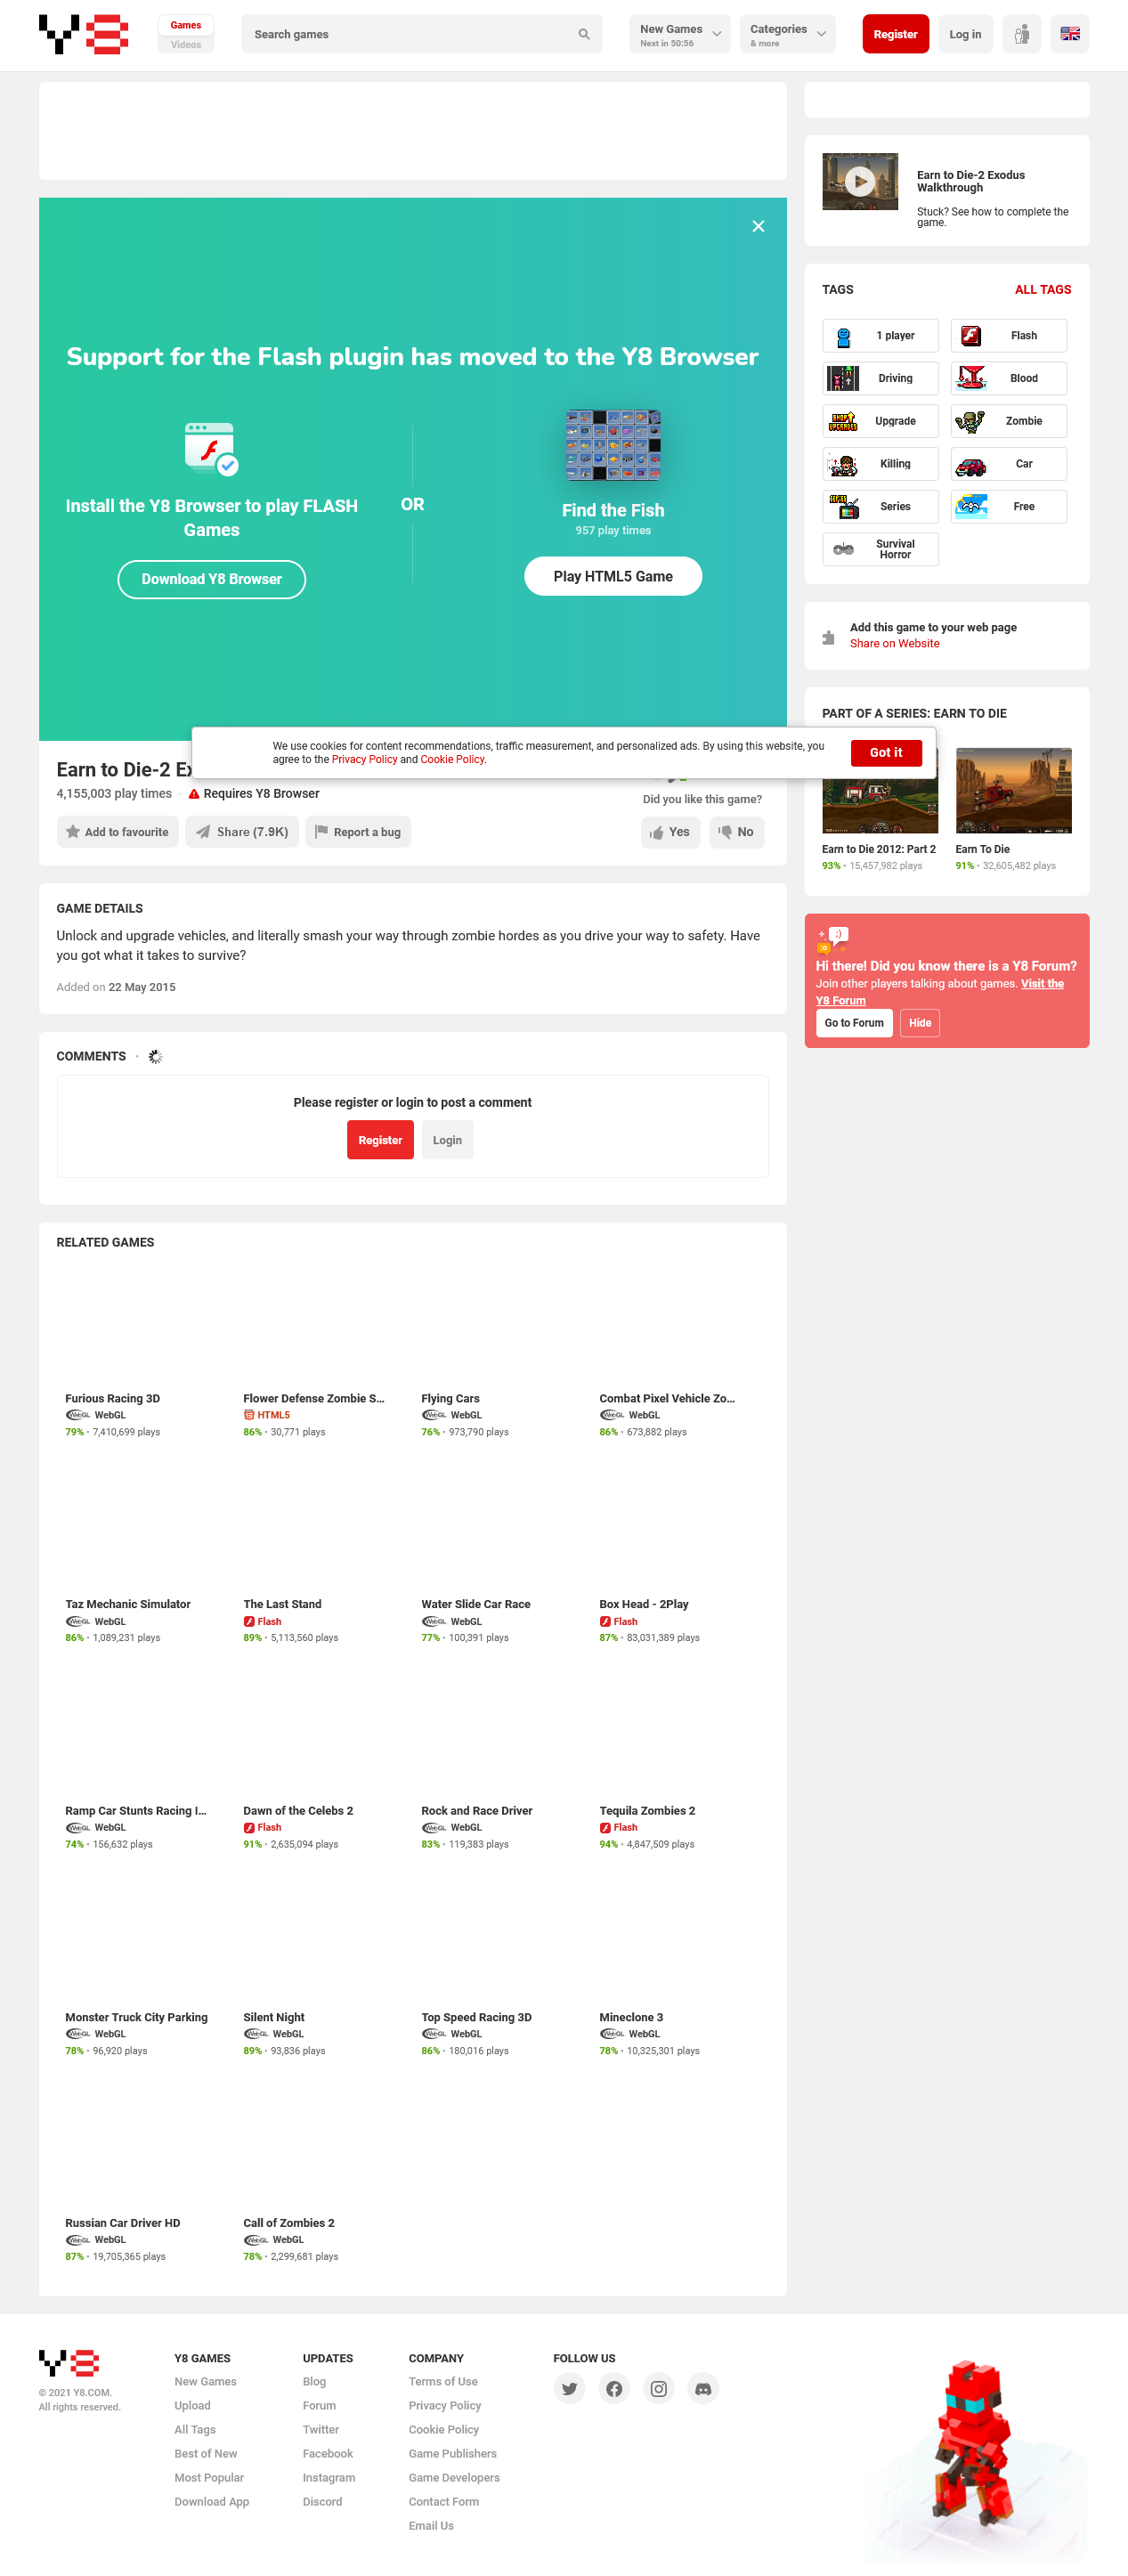 Y8
Games
Videos
Search games
New Games
Next in 50:56
Categories
& more
Register
Log in
Support for the Flash plugin has moved to the Y8 Browser
Install the Y8 Browser to play FLASH
Games
Download Y8 Browser
OR
Find the Fish
957 play times
Play HTML5 Game
Earn to Die-2 Exodus
Walkthrough
Stuck? See how to complete the
game.
TAGS
ALL TAGS
1 player
Flash
Driving
Blood
Upgrade
Zombie
Killing
Car
Series
Free
Survival
Horror
Add this game to your web page
Share on Website
PART OF A SERIES: EARN TO DIE
Earn to Die 2012: Part 2
93% • 15,457,982 plays
Earn To Die
91% • 32,605,482 plays
We use cookies for content recommendations, traffic measurement, and personalized ads. By using this website, you
agree to the Privacy Policy and Cookie Policy.
Got it
Earn to Die-2 Ex
4,155,003 play times
Requires Y8 Browser
Add to favourite
Share (7.9K)
Report a bug
Did you like this game?
Yes
No
GAME DETAILS
Unlock and upgrade vehicles, and literally smash your way through zombie hordes as you drive your way to safety. Have
you got what it takes to survive?
Added on 22 May 2015
Hi there! Did you know there is a Y8 Forum?
Join other players talking about games. Visit the
Y8 Forum
Go to Forum
Hide
COMMENTS
Please register or login to post a comment
Register
Login
RELATED GAMES
Furious Racing 3D
WebGL
79% • 7,410,699 plays
Flower Defense Zombie S...
HTML5
86% • 30,771 plays
Flying Cars
WebGL
76% • 973,790 plays
Combat Pixel Vehicle Zo...
WebGL
86% • 673,882 plays
Taz Mechanic Simulator
WebGL
86% • 1,089,231 plays
The Last Stand
Flash
89% • 5,113,560 plays
Water Slide Car Race
WebGL
77% • 100,391 plays
Box Head - 2Play
Flash
87% • 83,031,389 plays
Ramp Car Stunts Racing I...
WebGL
74% • 156,632 plays
Dawn of the Celebs 2
Flash
91% • 2,635,094 plays
Rock and Race Driver
WebGL
83% • 119,383 plays
Tequila Zombies 2
Flash
94% • 4,847,509 plays
Monster Truck City Parking
WebGL
78% • 96,920 plays
Silent Night
WebGL
89% • 93,836 plays
Top Speed Racing 3D
WebGL
86% • 180,016 plays
Mineclone 3
WebGL
78% • 10,325,301 plays
Russian Car Driver HD
WebGL
87% • 19,705,365 plays
Call of Zombies 2
WebGL
78% • 2,299,681 plays
Y8
© 2021 Y8.COM.
All rights reserved.
Y8 GAMES
New Games
Upload
All Tags
Best of New
Most Popular
Download App
UPDATES
Blog
Forum
Twitter
Facebook
Instagram
Discord
COMPANY
Terms of Use
Privacy Policy
Cookie Policy
Game Publishers
Game Developers
Contact Form
Email Us
FOLLOW US